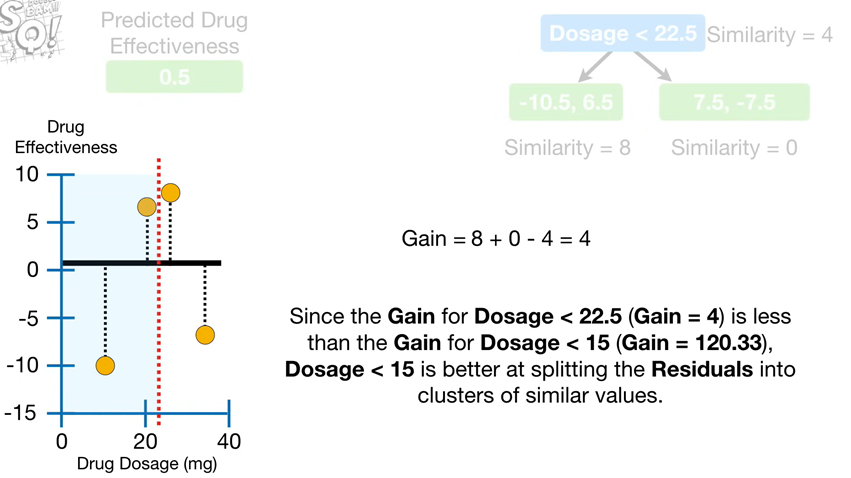 BAM!!
SQ!
Predicted Drug
Effectiveness
0.5
Dosage < 22.5
Similarity = 4
-10.5, 6.5
7.5, -7.5
Similarity = 8
Similarity = 0
Drug
Effectiveness
10
5
0
-5
-10
-15
0
20
40
Drug Dosage (mg)
Gain = 8 + 0 - 4 = 4
Since the Gain for Dosage < 22.5 (Gain = 4) is less
than the Gain for Dosage < 15 (Gain = 120.33),
Dosage < 15 is better at splitting the Residuals into
clusters of similar values.